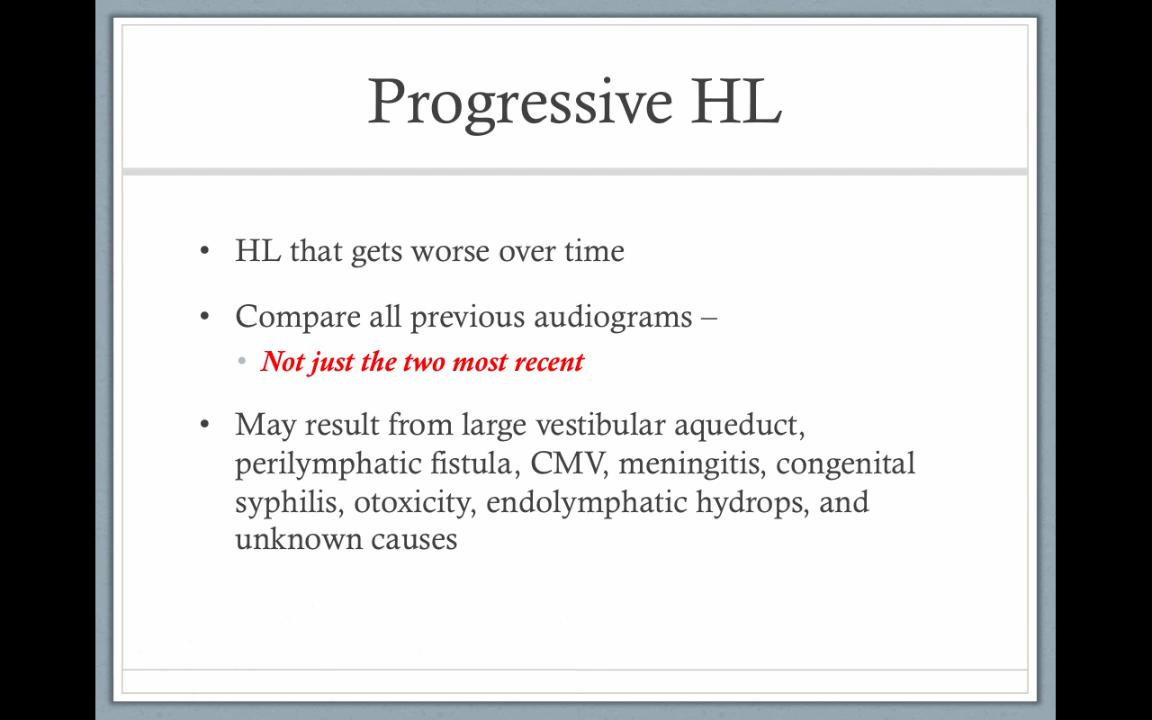 Progressive HL
• HL that gets worse over time
• Compare all previous audiograms –
• Not just the two most recent
• May result from large vestibular aqueduct,
perilymphatic fistula, CMV, meningitis, congenital
syphilis, otoxicity, endolymphatic hydrops, and
unknown causes